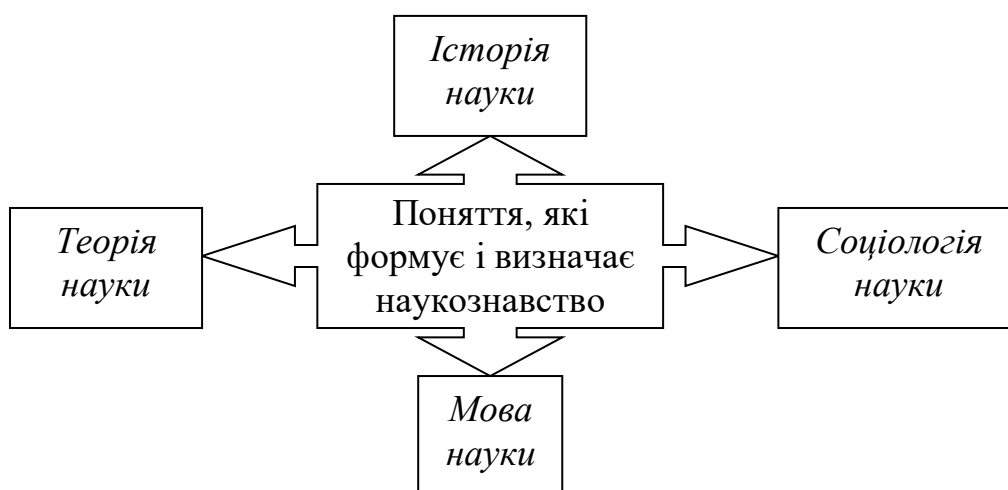 Історія
науки
Теорія
науки
Поняття, які
формує і визначає
наукознавство
Соціологія
науки
Мова
науки